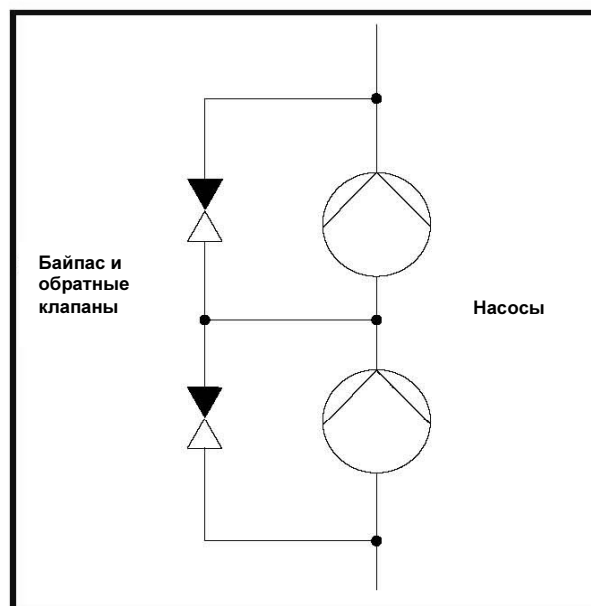 Байпас и
обратные
клапаны
Насосы